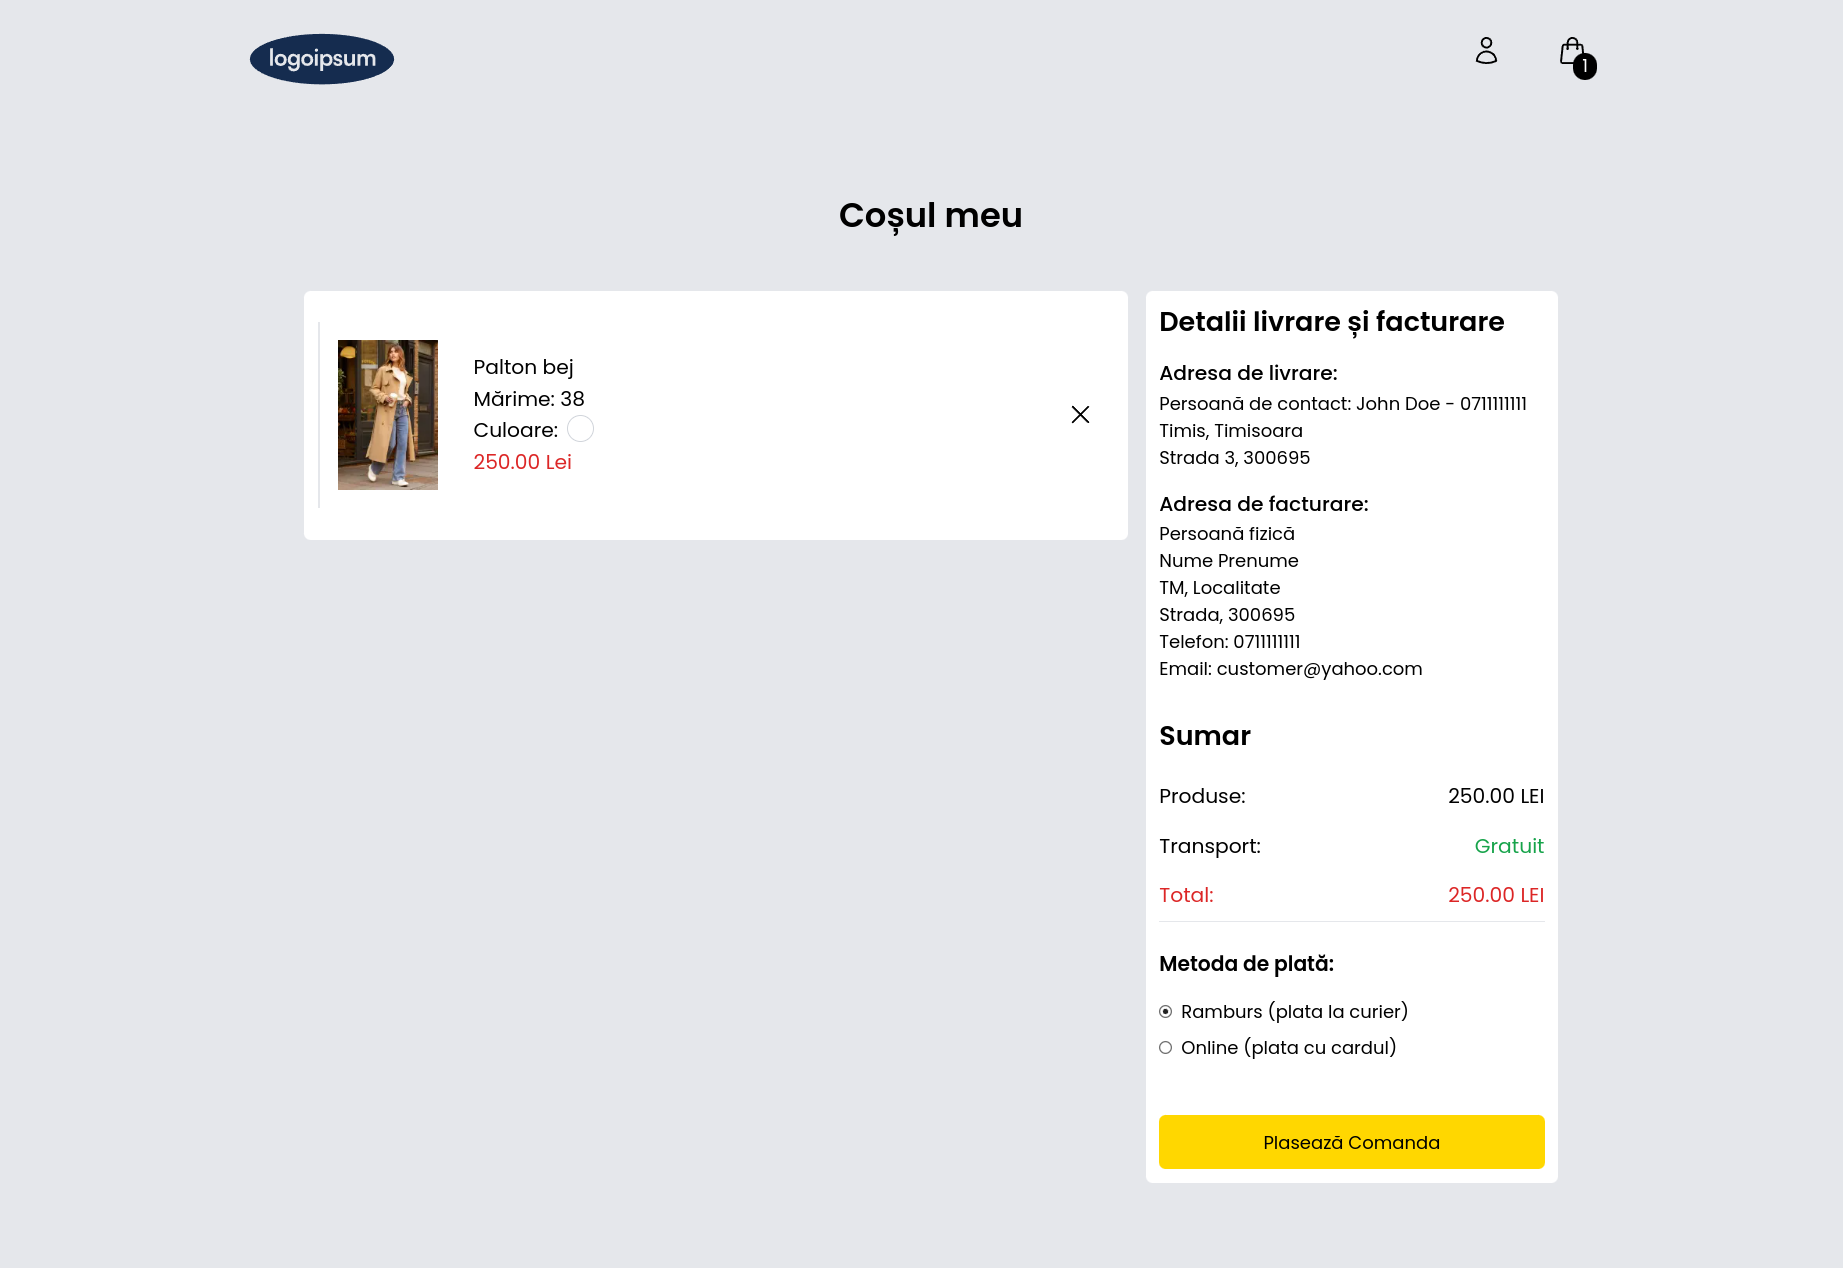 logoipsum
1
Coșul meu
Palton bej
Mărime: 38
Culoare:
250.00 Lei
Detalii livrare și facturare
Adresa de livrare:
Persoană de contact: John Doe - 0711111111
Timis, Timisoara
Strada 3, 300695
Adresa de facturare:
Persoană fizică
Nume Prenume
TM, Localitate
Strada, 300695
Telefon: 0711111111
Email: customer@yahoo.com
Sumar
Produse: 250.00 LEI
Transport: Gratuit
Total: 250.00 LEI
Metoda de plată:
Ramburs (plata la curier)
Online (plata cu cardul)
Plasează Comanda